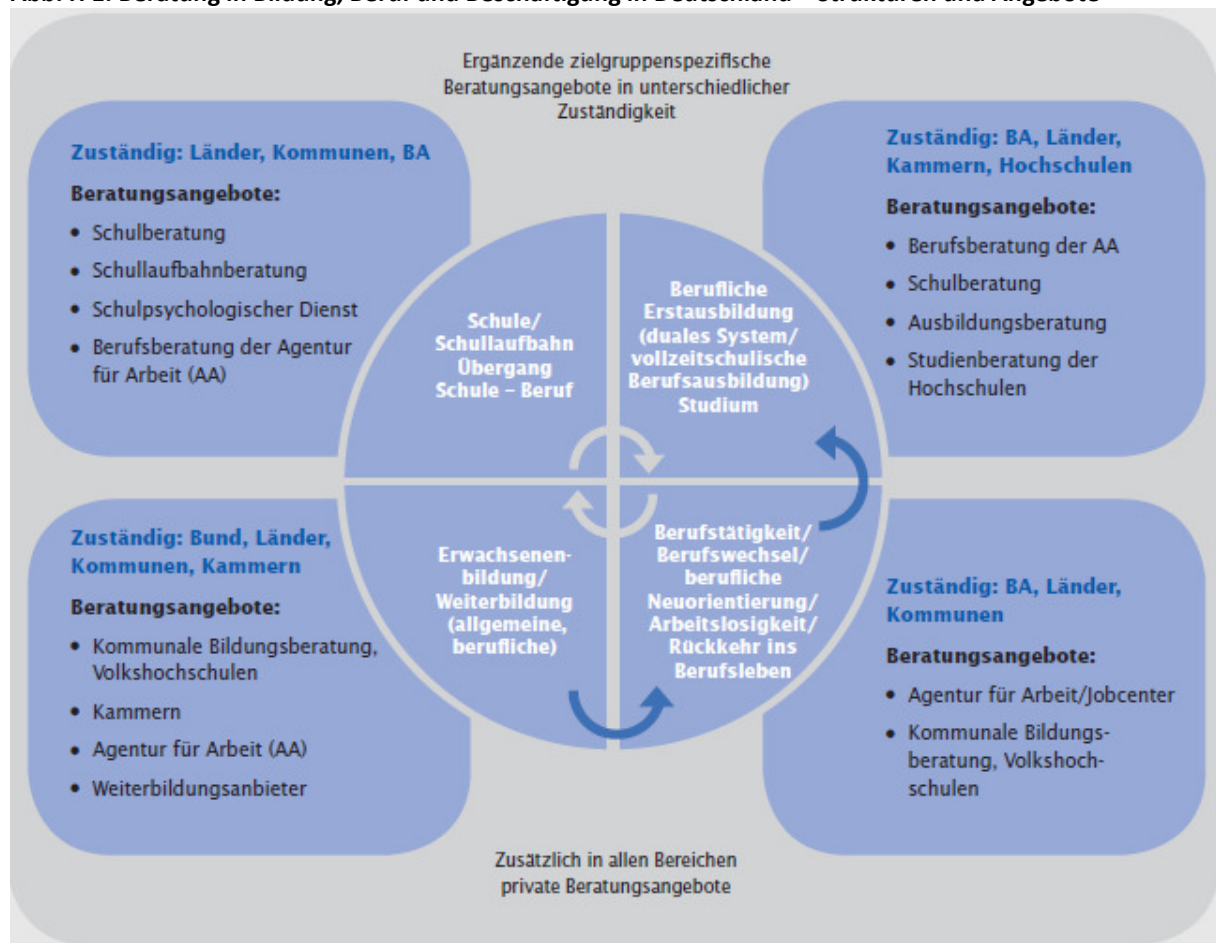 Ergänzende zielgruppenspezifische
Beratungsangebote in unterschiedlicher
Zuständigkeit
Zuständig: Länder, Kommunen, BA
Beratungsangebote:
• Schulberatung
• Schullaufbahnberatung
• Schulpsychologischer Dienst
• Berufsberatung der Agentur
für Arbeit (AA)
Zuständig: BA, Länder,
Kammern, Hochschulen
Beratungsangebote:
• Berufsberatung der AA
• Schulberatung
• Ausbildungsberatung
• Studienberatung der
Hochschulen
Schule/
Schullaufbahn
Übergang
Schule – Beruf
Berufliche
Erstausbildung
(duales System/
vollzeitschulische
Berufsausbildung)
Studium
Zuständig: Bund, Länder,
Kommunen, Kammern
Beratungsangebote:
• Kommunale Bildungsberatung,
Volkshochschulen
• Kammern
• Agentur für Arbeit (AA)
• Weiterbildungsanbieter
Erwachsenen-
bildung/
Weiterbildung
(allgemeine,
berufliche)
Berufstätigkeit/
Berufswechsel/
berufliche
Neuorientierung/
Arbeitslosigkeit/
Rückkehr ins
Berufsleben
Zuständig: BA, Länder,
Kommunen
Beratungsangebote:
• Agentur für Arbeit/Jobcenter
• Kommunale Bildungs-
beratung, Volkshoch-
schulen
Zusätzlich in allen Bereichen
private Beratungsangebote